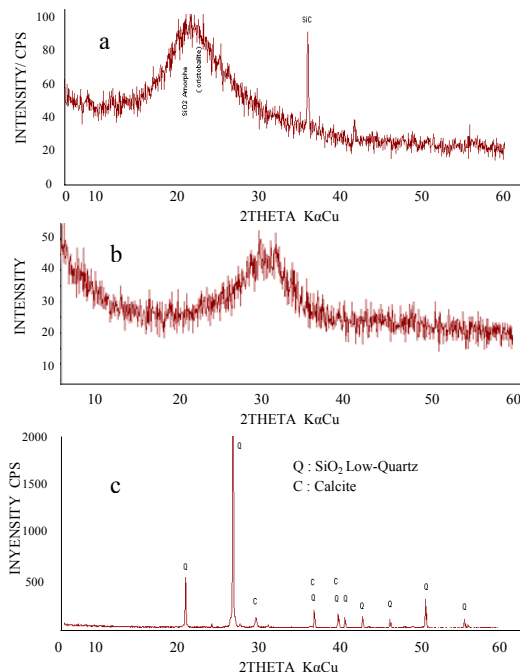 100
80
60
40
20
0
INTENSITY/ CPS
a
SiO2 Amorphe
( cristobalite)
SiC
0 10 20 30 40 50 60
2THETA KαCu
50
40
30
20
10
INTENSITY
b
10 20 30 40 50 60
2THETA KαCu
2000
1500
1000
500
INYENSITY CPS
c
Q : SiO2 Low-Quartz
C : Calcite
Q
Q
C
C
Q
C
Q
Q
Q
Q
Q
Q
0 10 20 30 40 50 60
2THETA KαCu